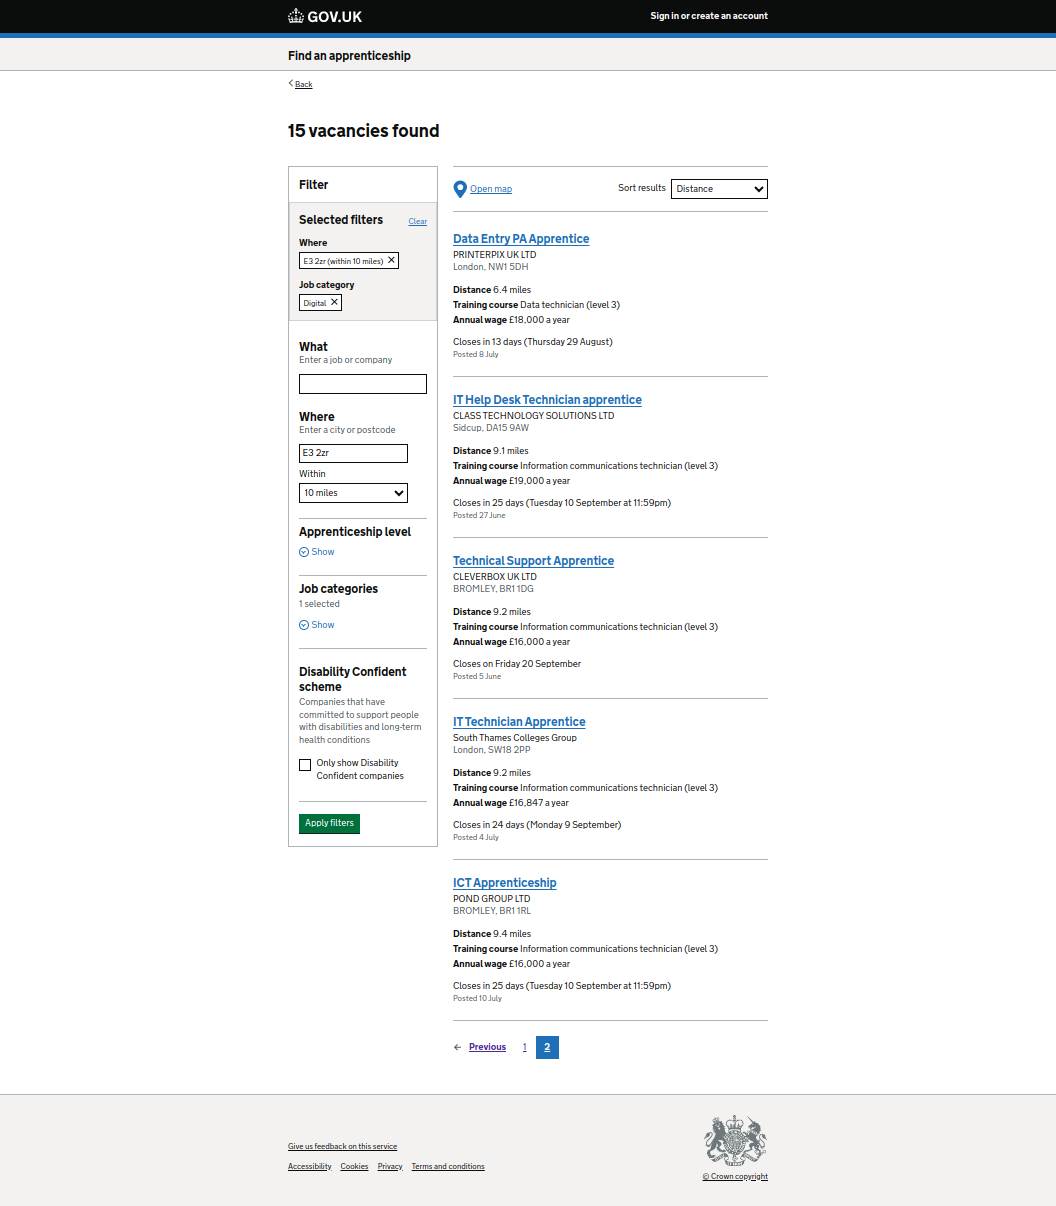 GOV.UK
Sign in or create an account
Find an apprenticeship
Back
15 vacancies found
Filter
Selected filters
Clear
Where
E3 2zr (within 10 miles) ✕
Job category
Digital ✕
What
Enter a job or company
Where
Enter a city or postcode
E3 2zr
Within
10 miles
Apprenticeship level
Show
Job categories
1 selected
Show
Disability Confident
scheme
Companies that have
committed to support people
with disabilities and long-term
health conditions
Only show Disability
Confident companies
Apply filters
Open map
Sort results
Distance
Data Entry PA Apprentice
PRINTERPIX UK LTD
London, NW1 5DH
Distance 6.4 miles
Training course Data technician (level 3)
Annual wage £18,000 a year
Closes in 13 days (Thursday 29 August)
Posted 8 July
IT Help Desk Technician apprentice
CLASS TECHNOLOGY SOLUTIONS LTD
Sidcup, DA15 9AW
Distance 9.1 miles
Training course Information communications technician (level 3)
Annual wage £19,000 a year
Closes in 25 days (Tuesday 10 September at 11:59pm)
Posted 27 June
Technical Support Apprentice
CLEVERBOX UK LTD
BROMLEY, BR1 1DG
Distance 9.2 miles
Training course Information communications technician (level 3)
Annual wage £16,000 a year
Closes on Friday 20 September
Posted 5 June
IT Technician Apprentice
South Thames Colleges Group
London, SW18 2PP
Distance 9.2 miles
Training course Information communications technician (level 3)
Annual wage £16,847 a year
Closes in 24 days (Monday 9 September)
Posted 4 July
ICT Apprenticeship
POND GROUP LTD
BROMLEY, BR1 1RL
Distance 9.4 miles
Training course Information communications technician (level 3)
Annual wage £16,000 a year
Closes in 25 days (Tuesday 10 September at 11:59pm)
Posted 10 July
← Previous 1 2
Give us feedback on this service
Accessibility Cookies Privacy Terms and conditions
© Crown copyright